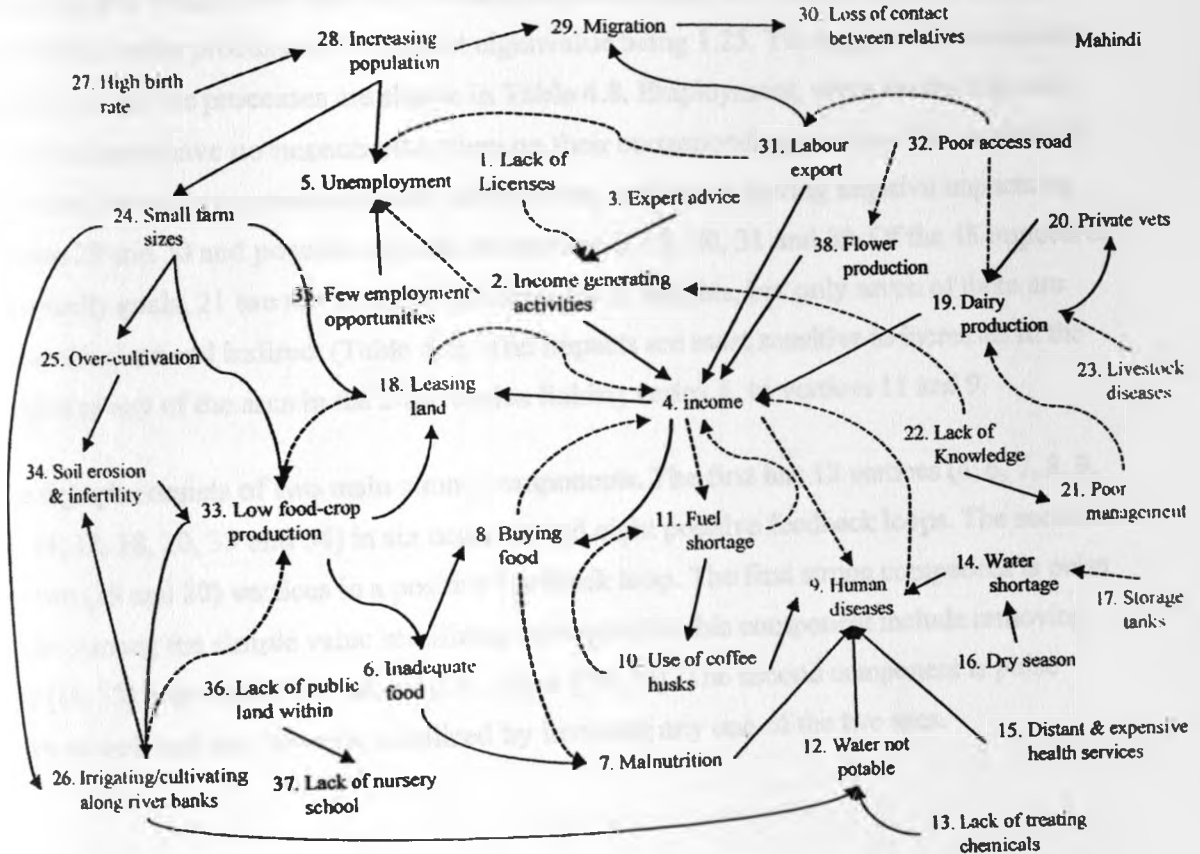 29. Migration
30. Loss of contact
between relatives
Mahindi
28. Increasing
population
27. High birth
rate
31. Labour
export
32. Poor access road
1. Lack of
Licenses
5. Unemployment
3. Expert advice
24. Small farm
sizes
20. Private vets
38. Flower
production
2. Income generating
activities
35. Few employment
opportunities
19. Dairy
production
25. Over-cultivation
23. Livestock
diseases
18. Leasing
land
4. income
22. Lack of
Knowledge
34. Soil erosion
& infertility
33. Low food-crop
production
21. Poor
management
8. Buying
food
11. Fuel
shortage
14. Water
shortage
9. Human
diseases
17. Storage
tanks
10. Use of coffee
husks
16. Dry season
6. Inadequate
food
36. Lack of public
land within
15. Distant & expensive
health services
12. Water not
potable
7. Malnutrition
26. Irrigating/cultivating
along river banks
37. Lack of nursery
school
13. Lack of treating
chemicals